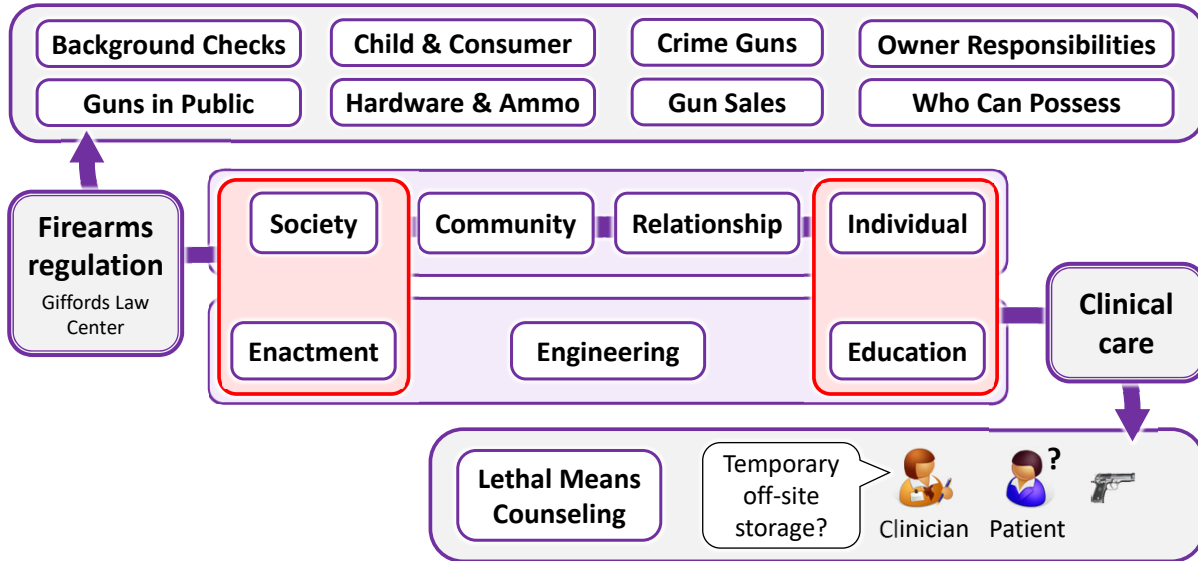 Background Checks
Child & Consumer
Crime Guns
Owner Responsibilities
Guns in Public
Hardware & Ammo
Gun Sales
Who Can Possess
Firearms
regulation
Giffords Law
Center
Society
Community
Relationship
Individual
Enactment
Engineering
Education
Clinical
care
Lethal Means
Counseling
Temporary
off-site
storage?
?
Clinician
Patient